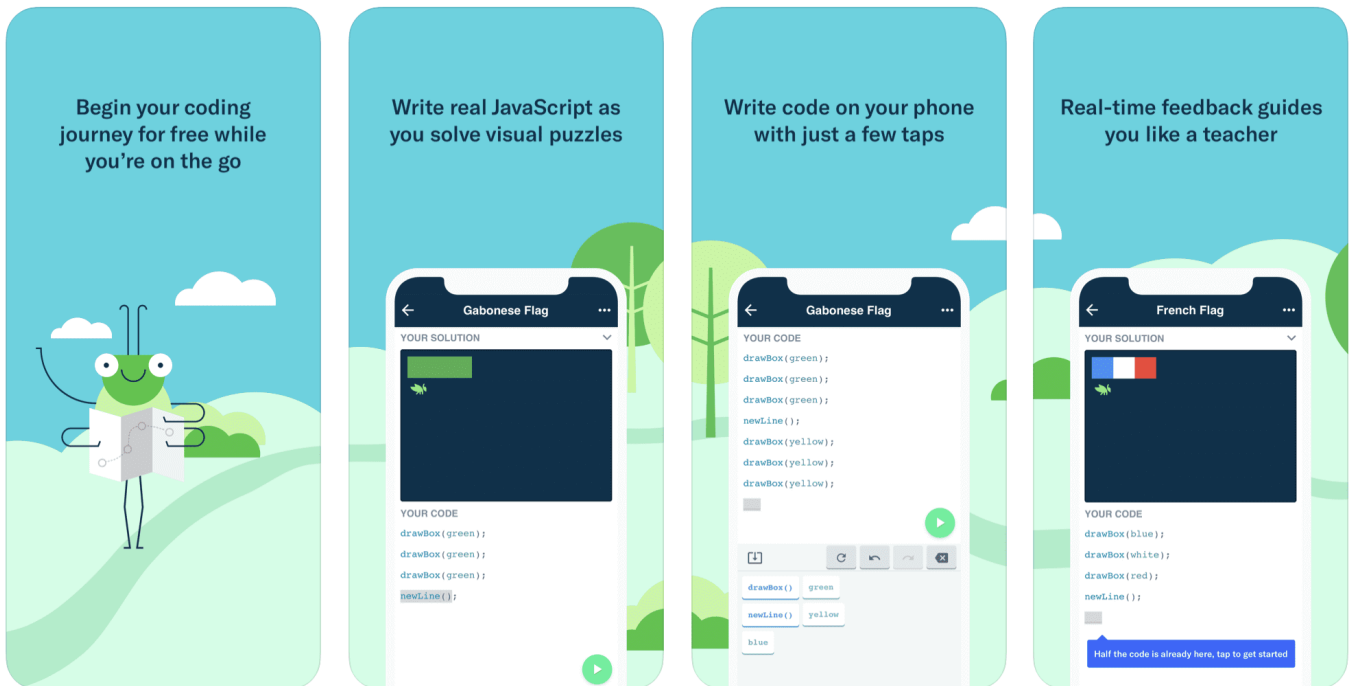 Begin your coding
journey for free while
you’re on the go
Write real JavaScript as
you solve visual puzzles
Gabonese Flag
YOUR SOLUTION
YOUR CODE
drawBox(green);
drawBox(green);
drawBox(green);
newLine();
Write code on your phone
with just a few taps
Gabonese Flag
YOUR CODE
drawBox(green);
drawBox(green);
drawBox(green);
newLine();
drawBox(yellow);
drawBox(yellow);
drawBox(yellow);
drawBox() green
newLine() yellow
blue
Real-time feedback guides
you like a teacher
French Flag
YOUR SOLUTION
YOUR CODE
drawBox(blue);
drawBox(white);
drawBox(red);
newLine();
Half the code is already here, tap to get started